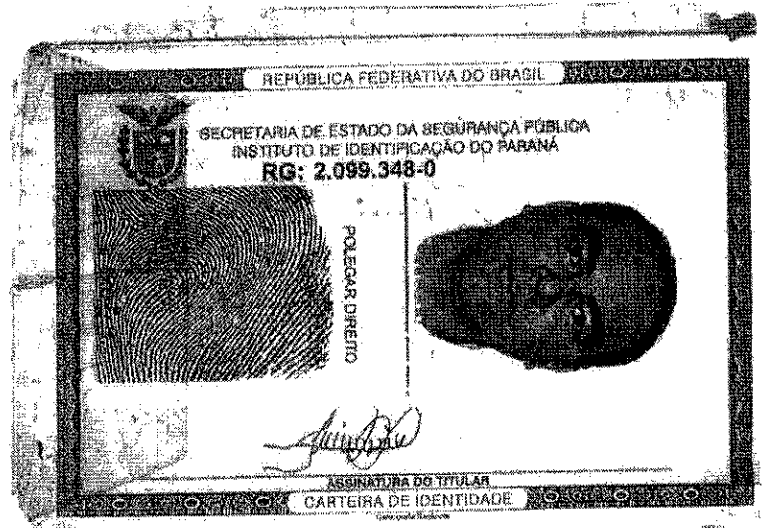 REPÚBLICA FEDERATIVA DO BRASIL
SECRETARIA DE ESTADO DA SEGURANÇA PÚBLICA
INSTITUTO DE IDENTIFICAÇÃO DO PARANÁ
RG: 2.099.348-0
POLEGAR DIREITO
ASSINATURA DO TITULAR
CARTEIRA DE IDENTIDADE